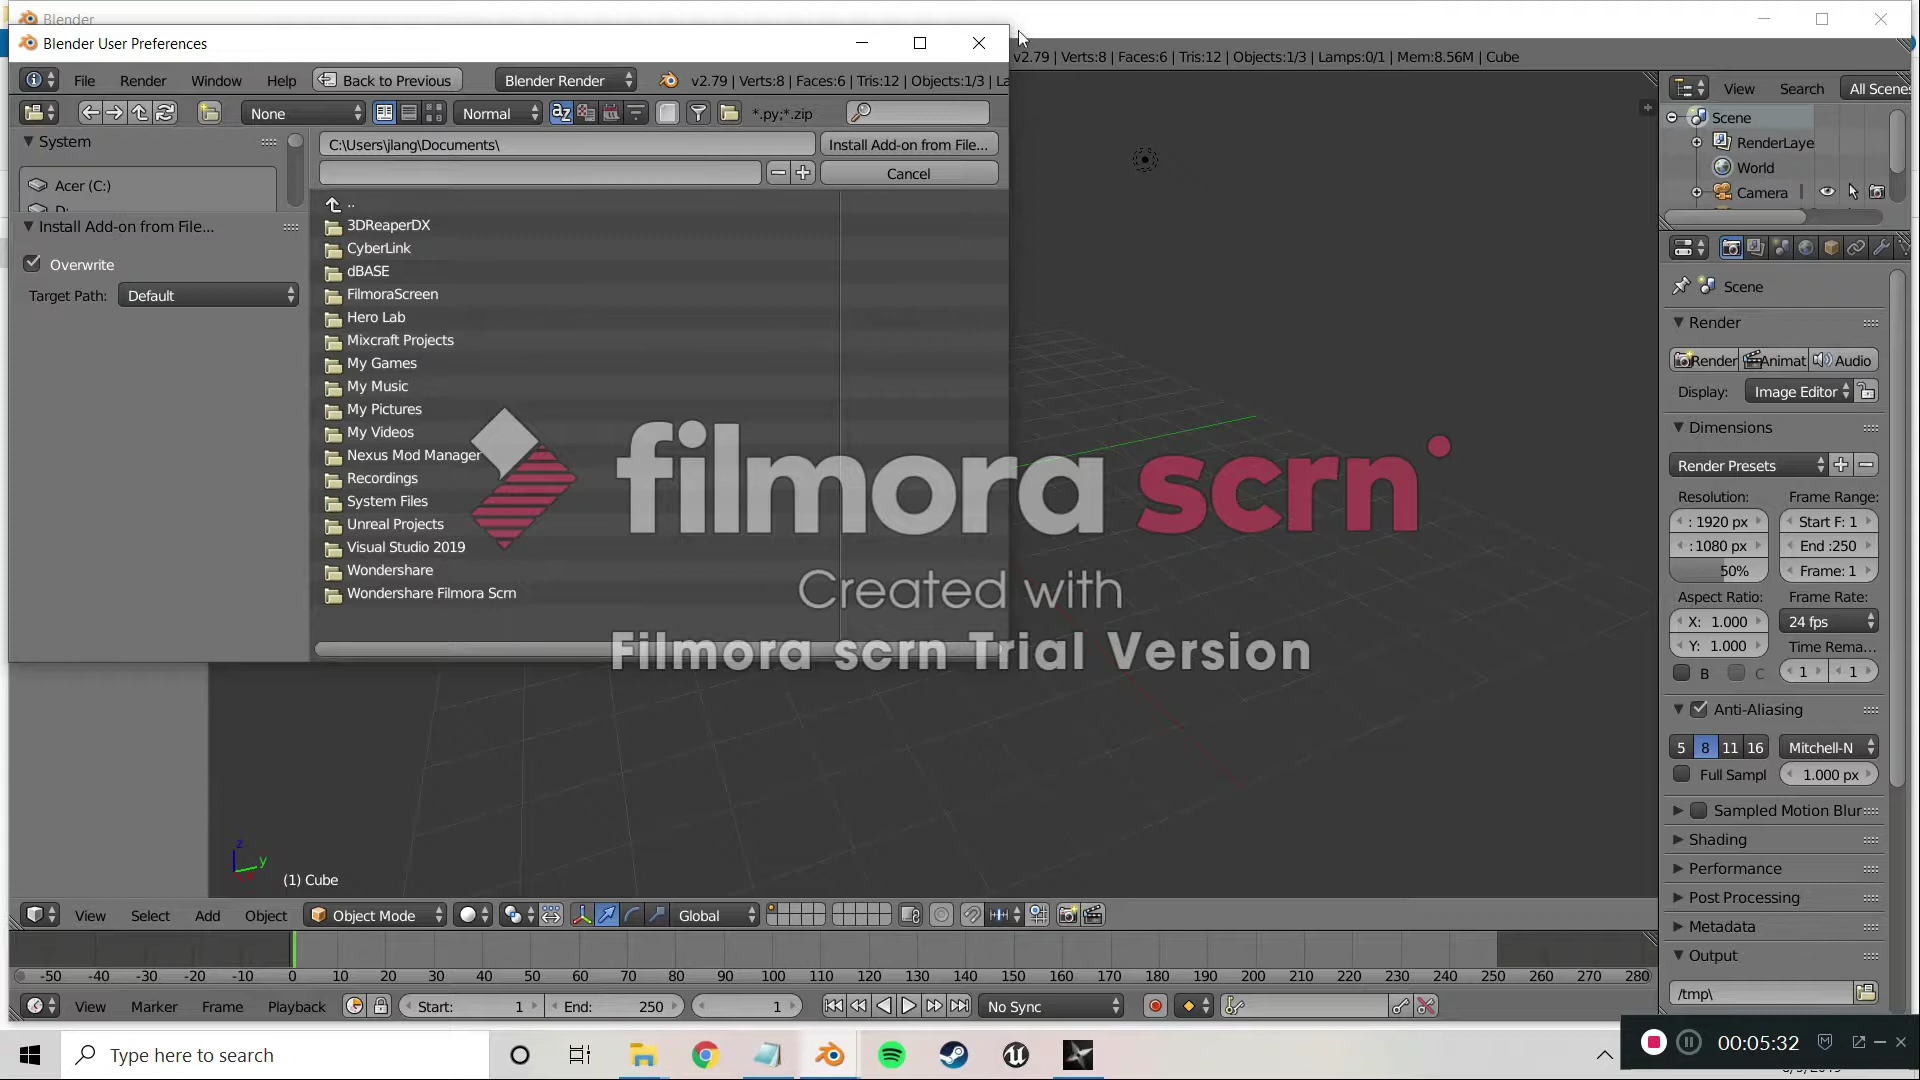 Blender
Blender User Preferences
v2.79 | Verts:8 | Faces:6 | Tris:12 | Objects:1/3 | Lamps:0/1 | Mem:8.56M | Cube
File Render Window Help Back to Previous Blender Render v2.79 | Verts:8 | Faces:6 | Tris:12 | Objects:1/3 | La
None Normal *.py;*.zip
System
Acer (C:)
D:
Install Add-on from File...
Overwrite
Target Path: Default
C:\Users\jlang\Documents\
Install Add-on from File...
Cancel
..
3DReaperDX
CyberLink
dBASE
FilmoraScreen
Hero Lab
Mixcraft Projects
My Games
My Music
My Pictures
My Videos
Nexus Mod Manager
Recordings
System Files
Unreal Projects
Visual Studio 2019
Wondershare
Wondershare Filmora Scrn
filmora scrn
Created with
Filmora scrn Trial Version
View Search All Scenes
Scene
RenderLaye
World
Camera
Scene
Render
Render Animat Audio
Display: Image Editor
Dimensions
Render Presets
Resolution: Frame Range:
: 1920 px Start F: 1
: 1080 px End :250
50% Frame: 1
Aspect Ratio: Frame Rate:
X: 1.000 24 fps
Y: 1.000 Time Rema...
B C 1 1
Anti-Aliasing
5 8 11 16 Mitchell-N
Full Sampl 1.000 px
Sampled Motion Blur
Shading
Performance
Post Processing
Metadata
Output
/tmp\
z
y
(1) Cube
View Select Add Object Object Mode Global
-50 -40 -30 -20 -10 0 10 20 30 40 50 60 70 80 90 100 110 120 130 140 150 160 170 180 190 200 210 220 230 240 250 260 270 280
View Marker Frame Playback Start: 1 End: 250 1 No Sync
Type here to search
00:05:32